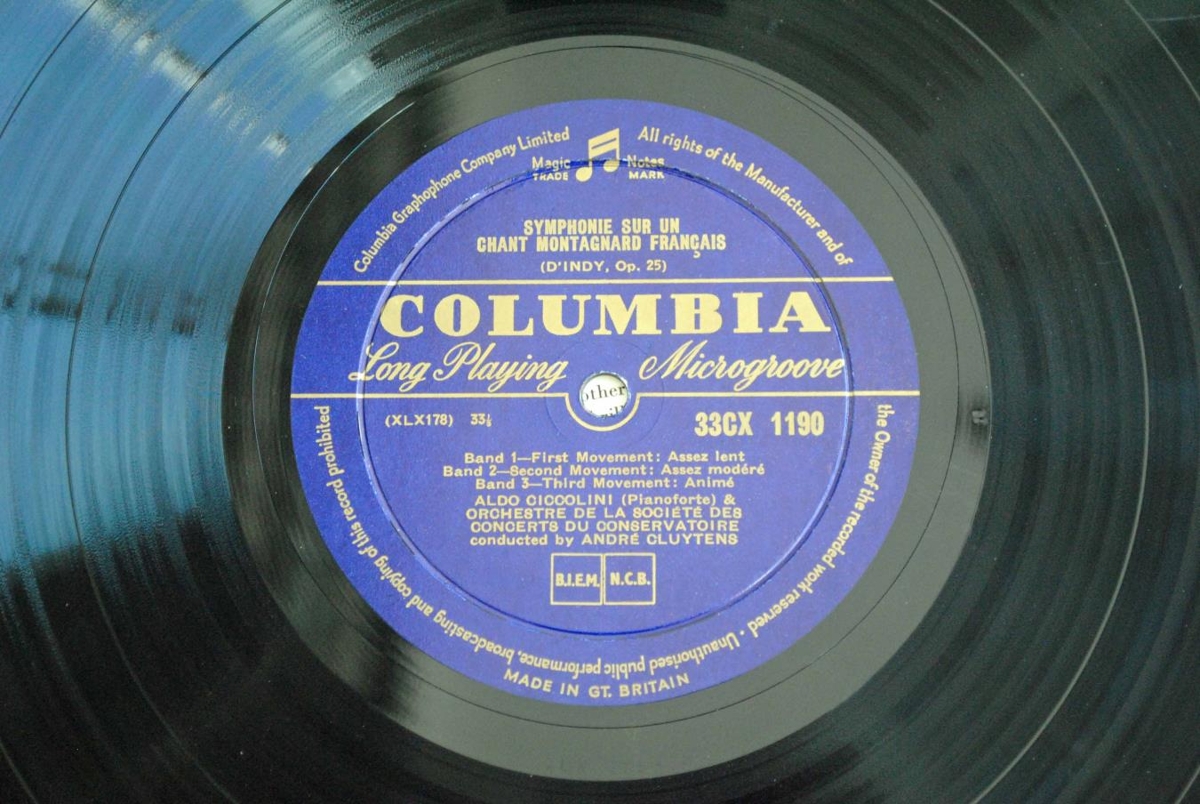 Columbia Graphophone Company Limited
All rights of the Manufacturer and of
the Owner of the recorded work reserved · Unauthorised public performance, broadcasting and copying of this record prohibited
Magic Notes
TRADE MARK
SYMPHONIE SUR UN
CHANT MONTAGNARD FRANÇAIS
(D'INDY, Op. 25)
COLUMBIA
Long Playing Microgroove
other
(XLX178) 33⅓ 33CX 1190
Band 1—First Movement: Assez lent
Band 2—Second Movement: Assez modéré
Band 3—Third Movement: Animé
ALDO CICCOLINI (Pianoforte) &
ORCHESTRE DE LA SOCIÉTÉ DES
CONCERTS DU CONSERVATOIRE
conducted by ANDRÉ CLUYTENS
B.I.E.M. N.C.B.
MADE IN GT. BRITAIN